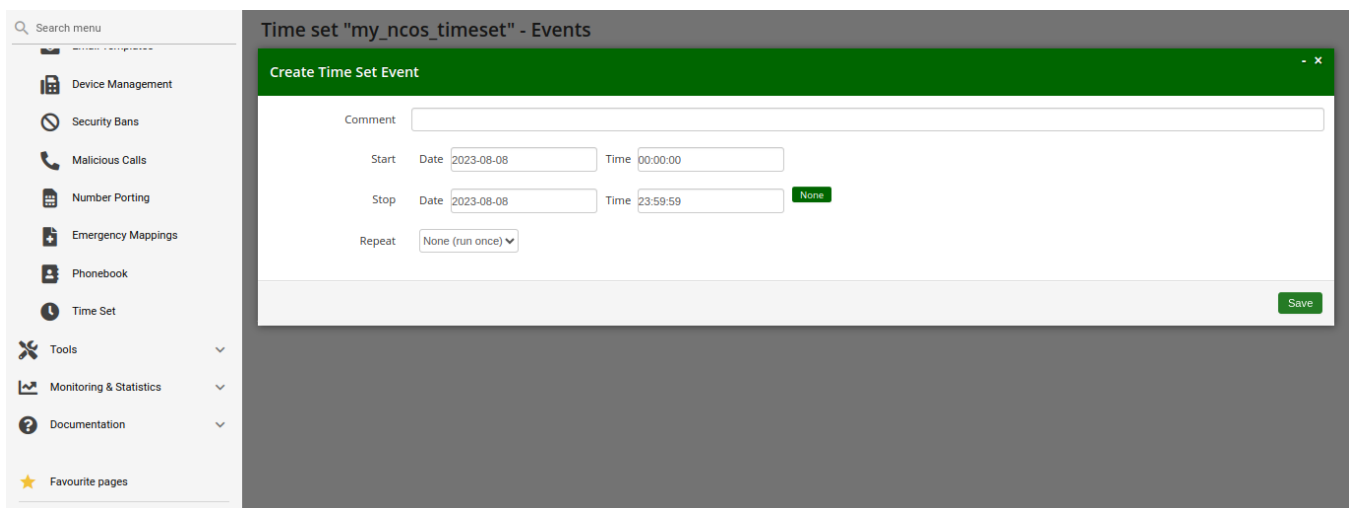 Search menu
Email Templates
Device Management
Security Bans
Malicious Calls
Number Porting
Emergency Mappings
Phonebook
Time Set
Tools
Monitoring & Statistics
Documentation
Favourite pages
Time set "my_ncos_timeset" - Events
Create Time Set Event - ×
Comment
Start Date 2023-08-08 Time 00:00:00
Stop Date 2023-08-08 Time 23:59:59 None
Repeat None (run once)
Save